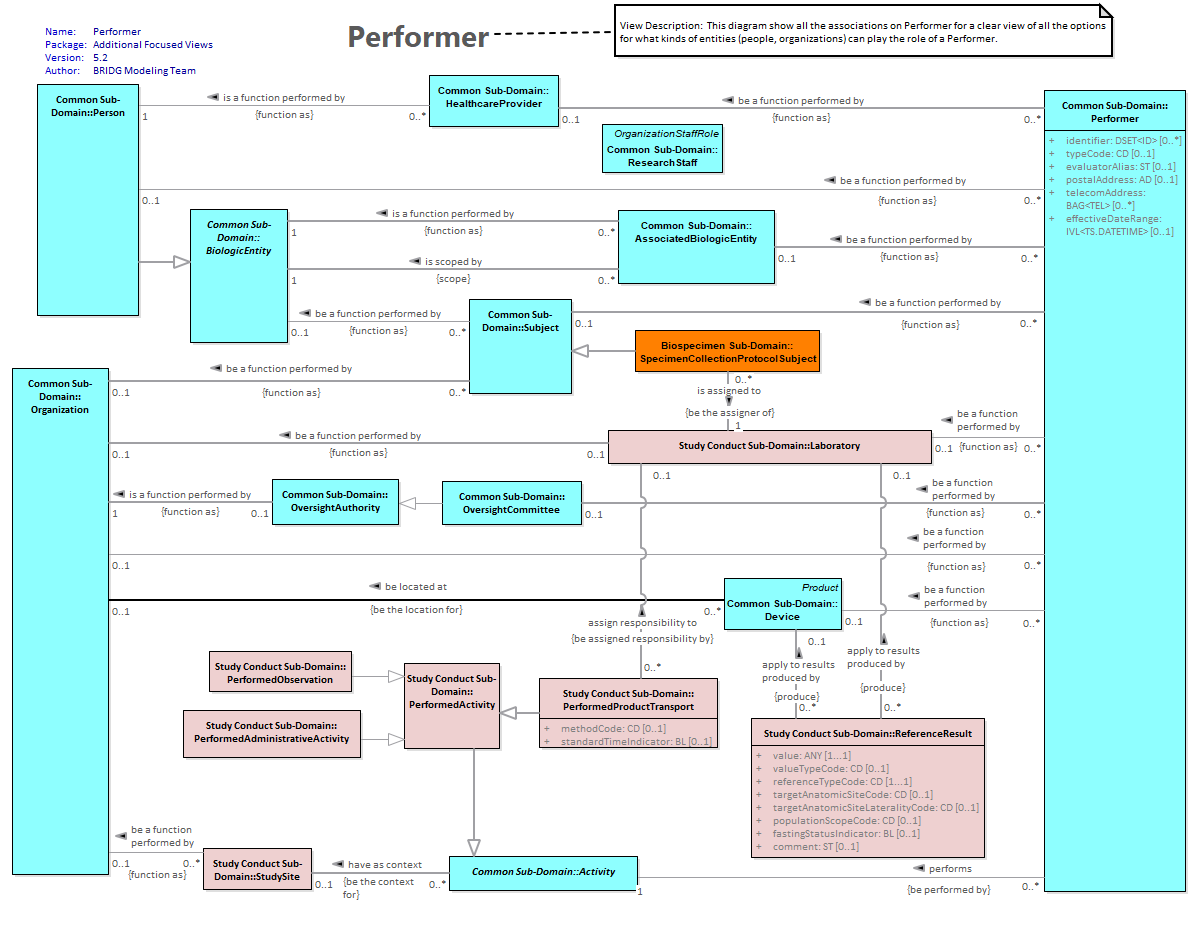 Name: Performer
Package: Additional Focused Views
Version: 5.2
Author: BRIDG Modeling Team
Performer
View Description: This diagram show all the associations on Performer for a clear view of all the options
for what kinds of entities (people, organizations) can play the role of a Performer.
Common Sub-
Domain::Person
is a function performed by
{function as}
1
0..*
Common Sub-Domain::
HealthcareProvider
be a function performed by
{function as}
0..1
0..*
Common Sub-Domain::
Performer
+ identifier: DSET<ID> [0..*]
+ typeCode: CD [0..1]
+ evaluatorAlias: ST [0..1]
+ postalAddress: AD [0..1]
+ telecomAddress:
BAG<TEL> [0..*]
+ effectiveDateRange:
IVL<TS.DATETIME> [0..1]
OrganizationStaffRole
Common Sub-Domain::
ResearchStaff
be a function performed by
{function as}
0..1
0..*
Common Sub-
Domain::
BiologicEntity
is a function performed by
{function as}
1
0..*
Common Sub-Domain::
AssociatedBiologicEntity
be a function performed by
{function as}
0..1
0..*
is scoped by
{scope}
1
0..*
be a function performed by
{function as}
0..1
0..*
Common Sub-
Domain::Subject
be a function performed by
{function as}
0..1
0..*
Biospecimen Sub-Domain::
SpecimenCollectionProtocolSubject
0..*
is assigned to
{be the assigner of}
1
be a function performed by
{function as}
0..1
0..*
Common Sub-
Domain::
Organization
be a function performed by
{function as}
0..1
0..1
Study Conduct Sub-Domain::Laboratory
be a function
performed by
{function as}
0..1
0..*
0..1
0..1
is a function performed by
{function as}
1
0..1
Common Sub-Domain::
OversightAuthority
Common Sub-Domain::
OversightCommittee
be a function
performed by
{function as}
0..1
0..*
be a function
performed by
{function as}
0..1
0..*
be located at
{be the location for}
0..1
0..*
Product
Common Sub-Domain::
Device
be a function
performed by
{function as}
0..1
0..*
assign responsibility to
{be assigned responsibility by}
0..*
0..1
apply to results
produced by
{produce}
0..*
apply to results
produced by
{produce}
0..*
Study Conduct Sub-Domain::
PerformedObservation
Study Conduct Sub-
Domain::
PerformedActivity
Study Conduct Sub-Domain::
PerformedProductTransport
+ methodCode: CD [0..1]
+ standardTimeIndicator: BL [0..1]
Study Conduct Sub-Domain::
PerformedAdministrativeActivity
Study Conduct Sub-Domain::ReferenceResult
+ value: ANY [1...1]
+ valueTypeCode: CD [0..1]
+ referenceTypeCode: CD [1...1]
+ targetAnatomicSiteCode: CD [0..1]
+ targetAnatomicSiteLateralityCode: CD [0..1]
+ populationScopeCode: CD [0..1]
+ fastingStatusIndicator: BL [0..1]
+ comment: ST [0..1]
be a function
performed by
{function as}
0..1
0..*
Study Conduct Sub-
Domain::StudySite
have as context
{be the context
for}
0..1
0..*
Common Sub-Domain::Activity
performs
{be performed by}
1
0..*